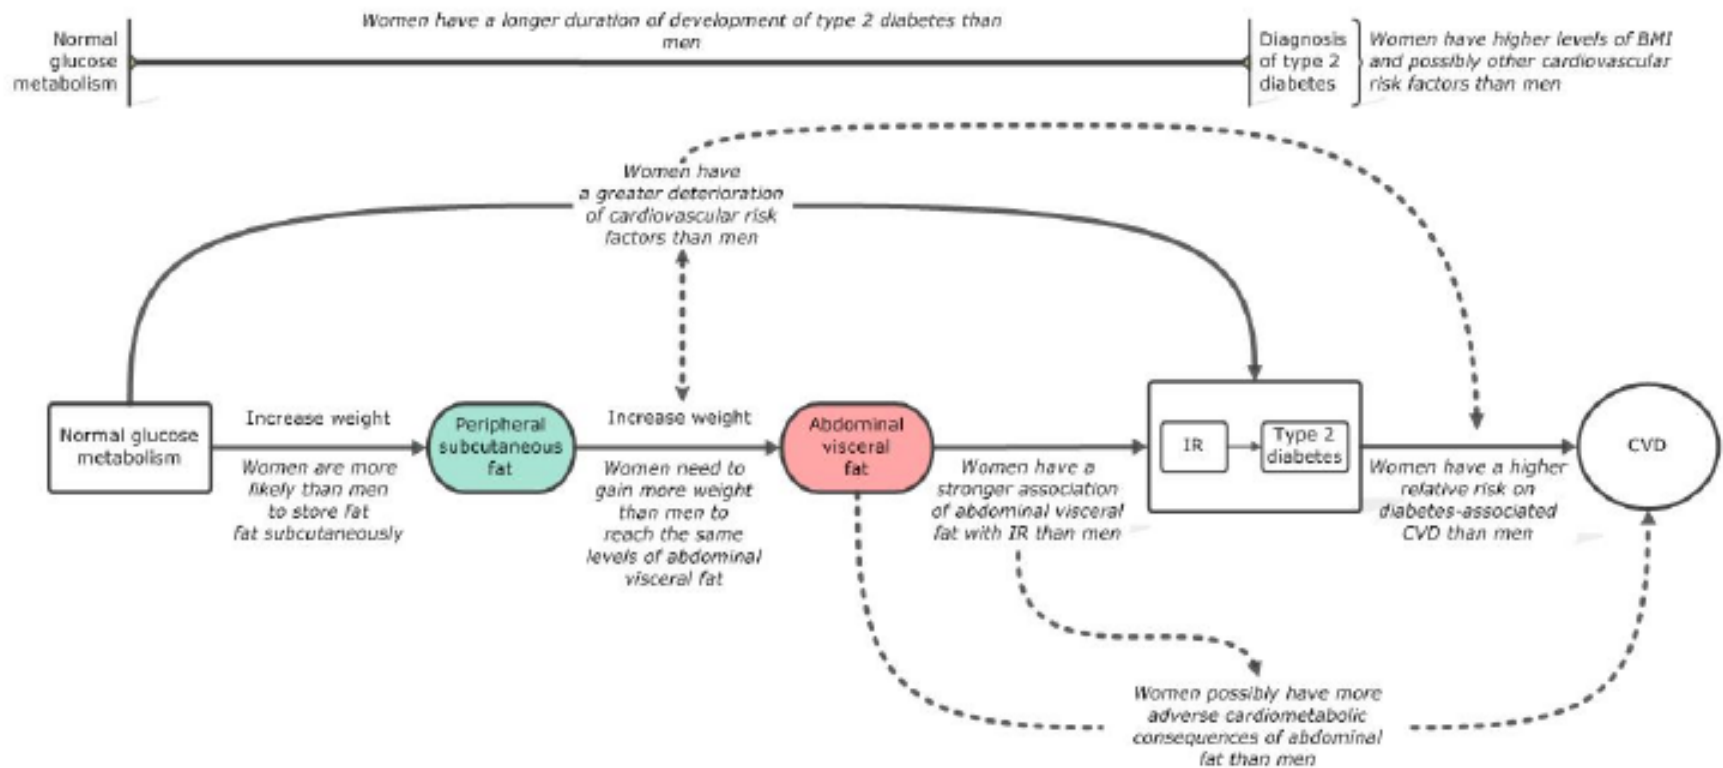 Women have a longer duration of development of type 2 diabetes than
men
Normal
glucose
metabolism
Diagnosis
of type 2
diabetes
Women have higher levels of BMI
and possibly other cardiovascular
risk factors than men
Women have
a greater deterioration
of cardiovascular risk
factors than men
Normal glucose
metabolism
Increase weight
Women are more
likely than men
to store fat
fat subcutaneously
Peripheral
subcutaneous
fat
Increase weight
Women need to
gain more weight
than men to
reach the same
levels of abdominal
visceral fat
Abdominal
visceral
fat
Women have a
stronger association
of abdominal visceral
fat with IR than men
IR
Type 2
diabetes
Women have a higher
relative risk on
diabetes-associated
CVD than men
CVD
Women possibly have more
adverse cardiometabolic
consequences of abdominal
fat than men